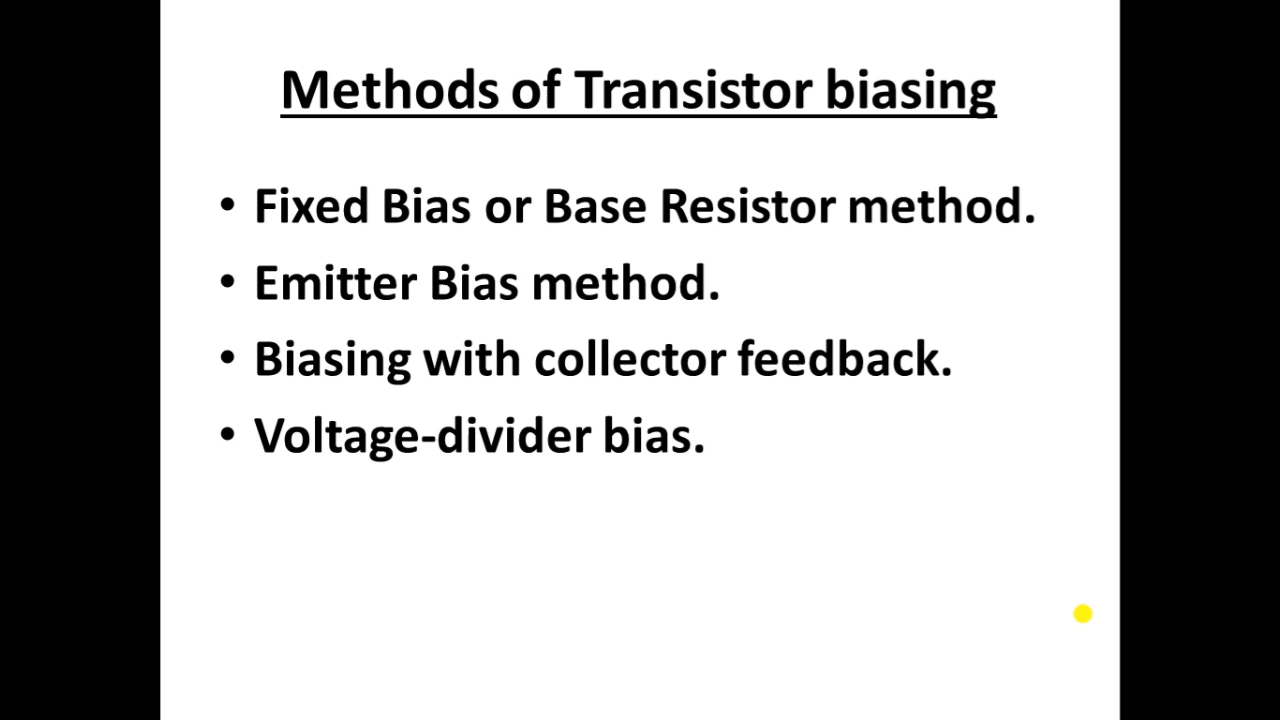 Methods of Transistor biasing
• Fixed Bias or Base Resistor method.
• Emitter Bias method.
• Biasing with collector feedback.
• Voltage-divider bias.